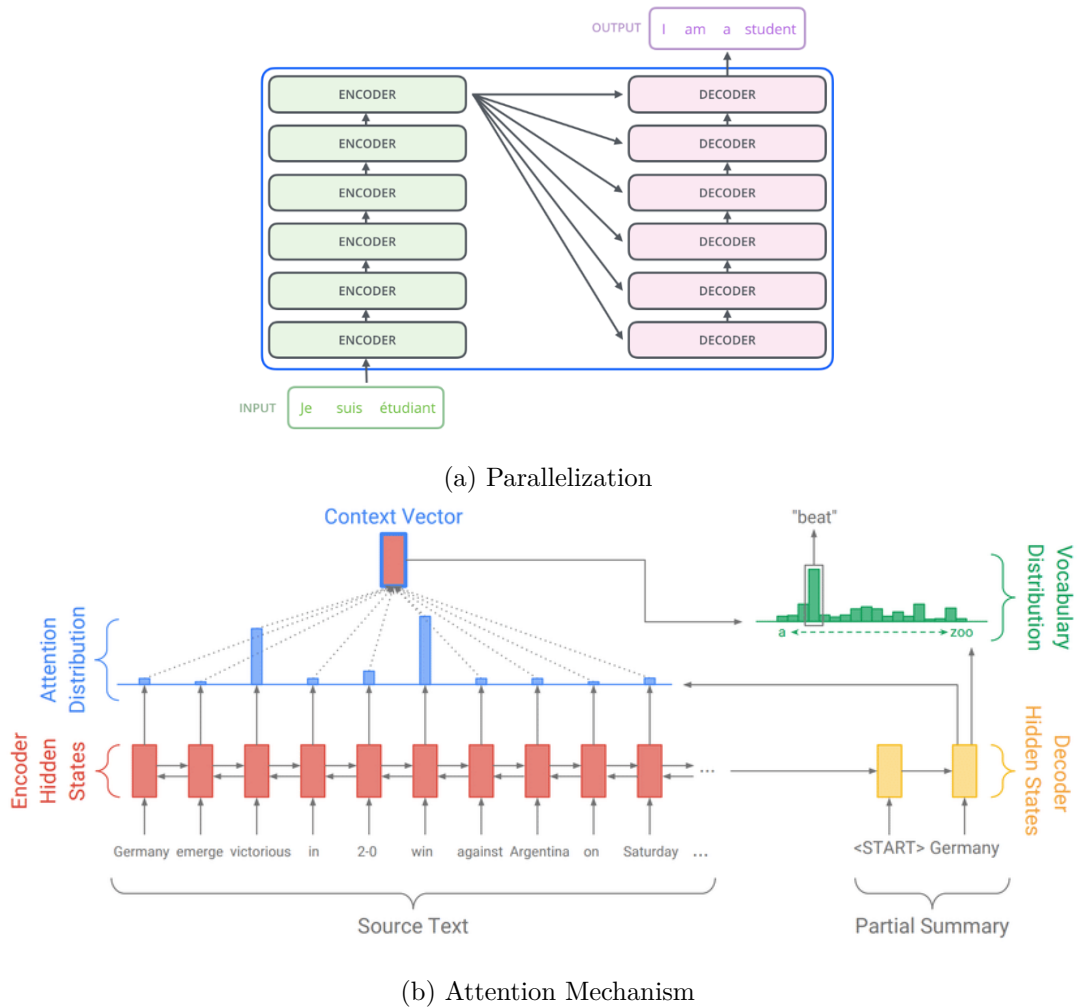 OUTPUT I am a student
ENCODER DECODER
ENCODER DECODER
ENCODER DECODER
ENCODER DECODER
ENCODER DECODER
ENCODER DECODER
INPUT Je suis étudiant
(a) Parallelization
Context Vector
"beat"
Vocabulary
Distribution
a zoo
Attention
Distribution
Encoder
Hidden
States
...
Decoder
Hidden States
Germany emerge victorious in 2-0 win against Argentina on Saturday ...
<START> Germany
Source Text
Partial Summary
(b) Attention Mechanism